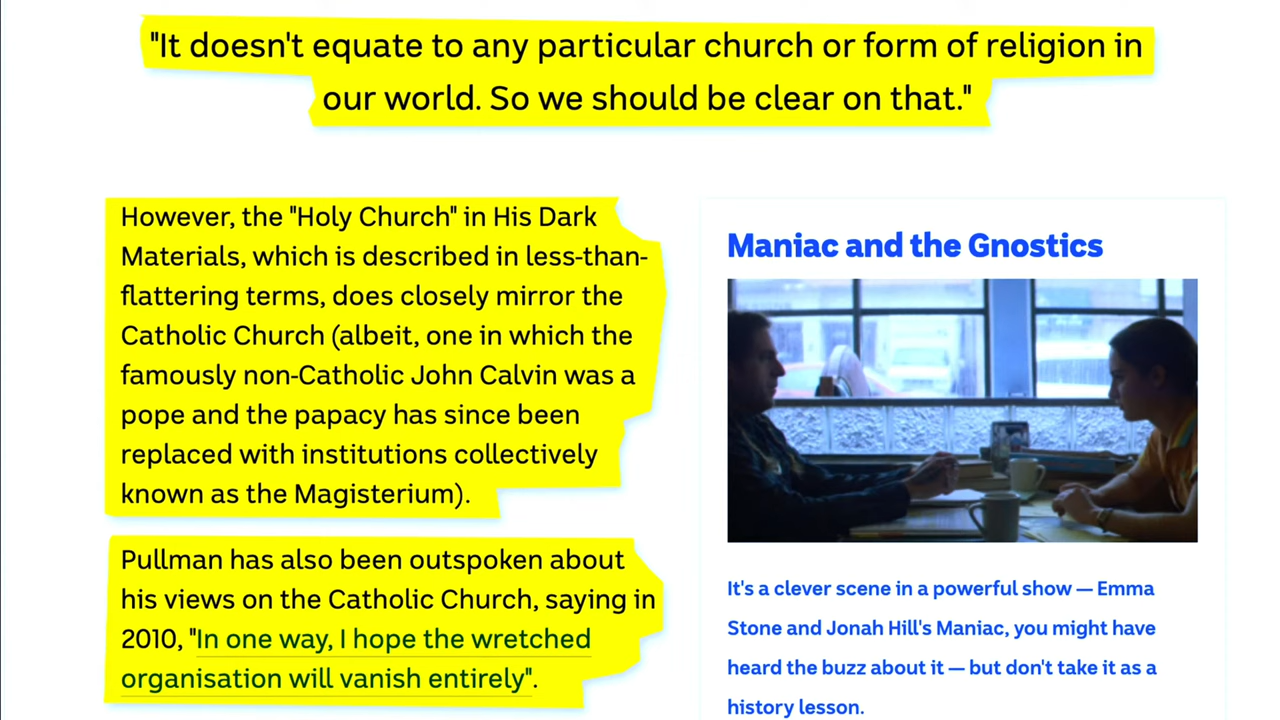 "It doesn't equate to any particular church or form of religion in
our world. So we should be clear on that."
However, the "Holy Church" in His Dark
Materials, which is described in less-than-
flattering terms, does closely mirror the
Catholic Church (albeit, one in which the
famously non-Catholic John Calvin was a
pope and the papacy has since been
replaced with institutions collectively
known as the Magisterium).
Pullman has also been outspoken about
his views on the Catholic Church, saying in
2010, "In one way, I hope the wretched
organisation will vanish entirely".
Maniac and the Gnostics
It's a clever scene in a powerful show — Emma
Stone and Jonah Hill's Maniac, you might have
heard the buzz about it — but don't take it as a
history lesson.